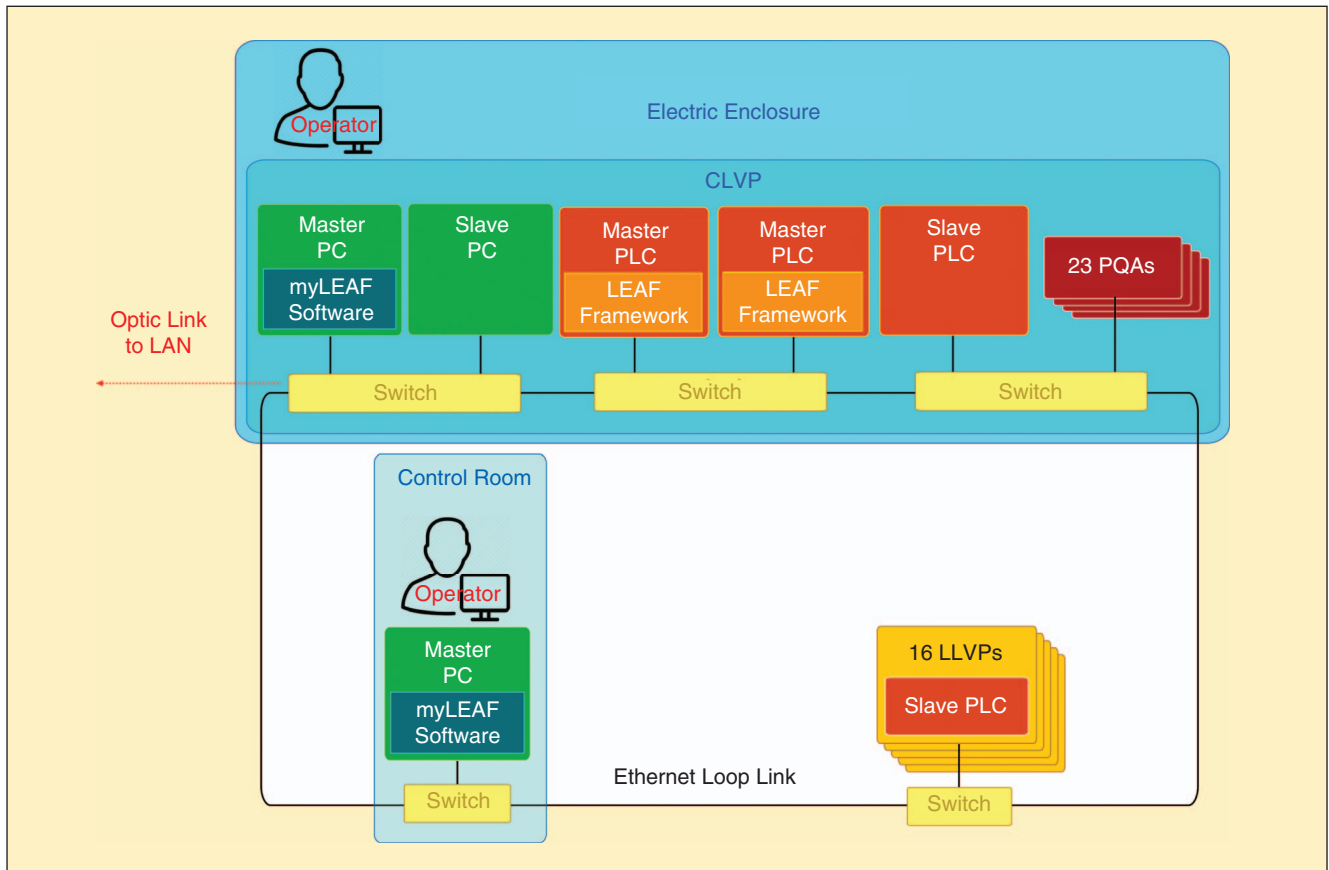 Operator
Electric Enclosure
CLVP
Master
PC
myLEAF
Software
Slave
PC
Master
PLC
LEAF
Framework
Master
PLC
LEAF
Framework
Slave
PLC
23 PQAs
Optic Link
to LAN
Switch
Switch
Switch
Control Room
Operator
Master
PC
myLEAF
Software
Switch
Ethernet Loop Link
16 LLVPs
Slave PLC
Switch